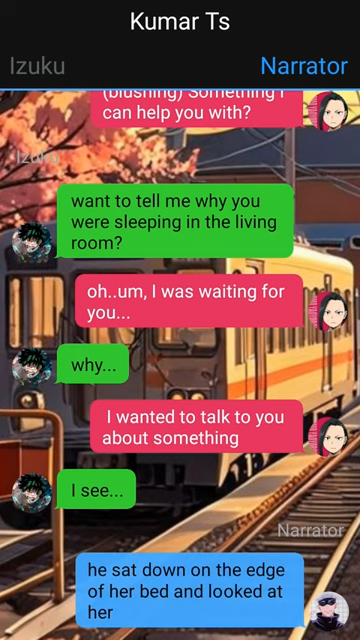 Kumar Ts
Izuku
Narrator
(blushing) Something I
can help you with?
Izuku
want to tell me why you
were sleeping in the living
room?
oh..um, I was waiting for
you...
why...
I wanted to talk to you
about something
I see...
Narrator
he sat down on the edge
of her bed and looked at
her